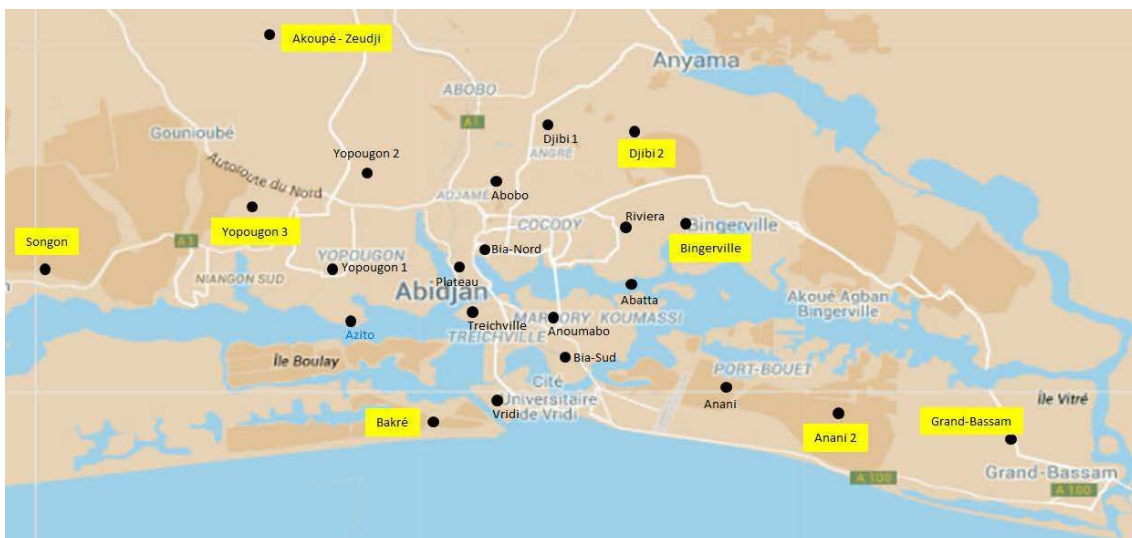 Akoupé - Zeudji
Anyama
ABOBO
A1
Gounioubé
Djibi 1
ANGRÉ
Djibi 2
Yopougon 2
Autoroute du Nord
ADJAMÉ
Abobo
Yopougon 3
COCODY
Riviera
Bingerville
Bingerville
Songon
A1
YOPOUGON
Bia-Nord
NIANGON SUD
Yopougon 1
Plateau
Abidjan
Abatta
Akoué Agban
Bingerville
Treichville
MARCORY KOUMASSI
Anoumabo
TREICHVILLE
Azito
Île Boulay
Bia-Sud
PORT-BOUET
Cité
Universitaire
de Vridi
Vridi
Anani
Île Vitré
Bakré
Anani 2
Grand-Bassam
Grand-Bassam
A 100
A 100